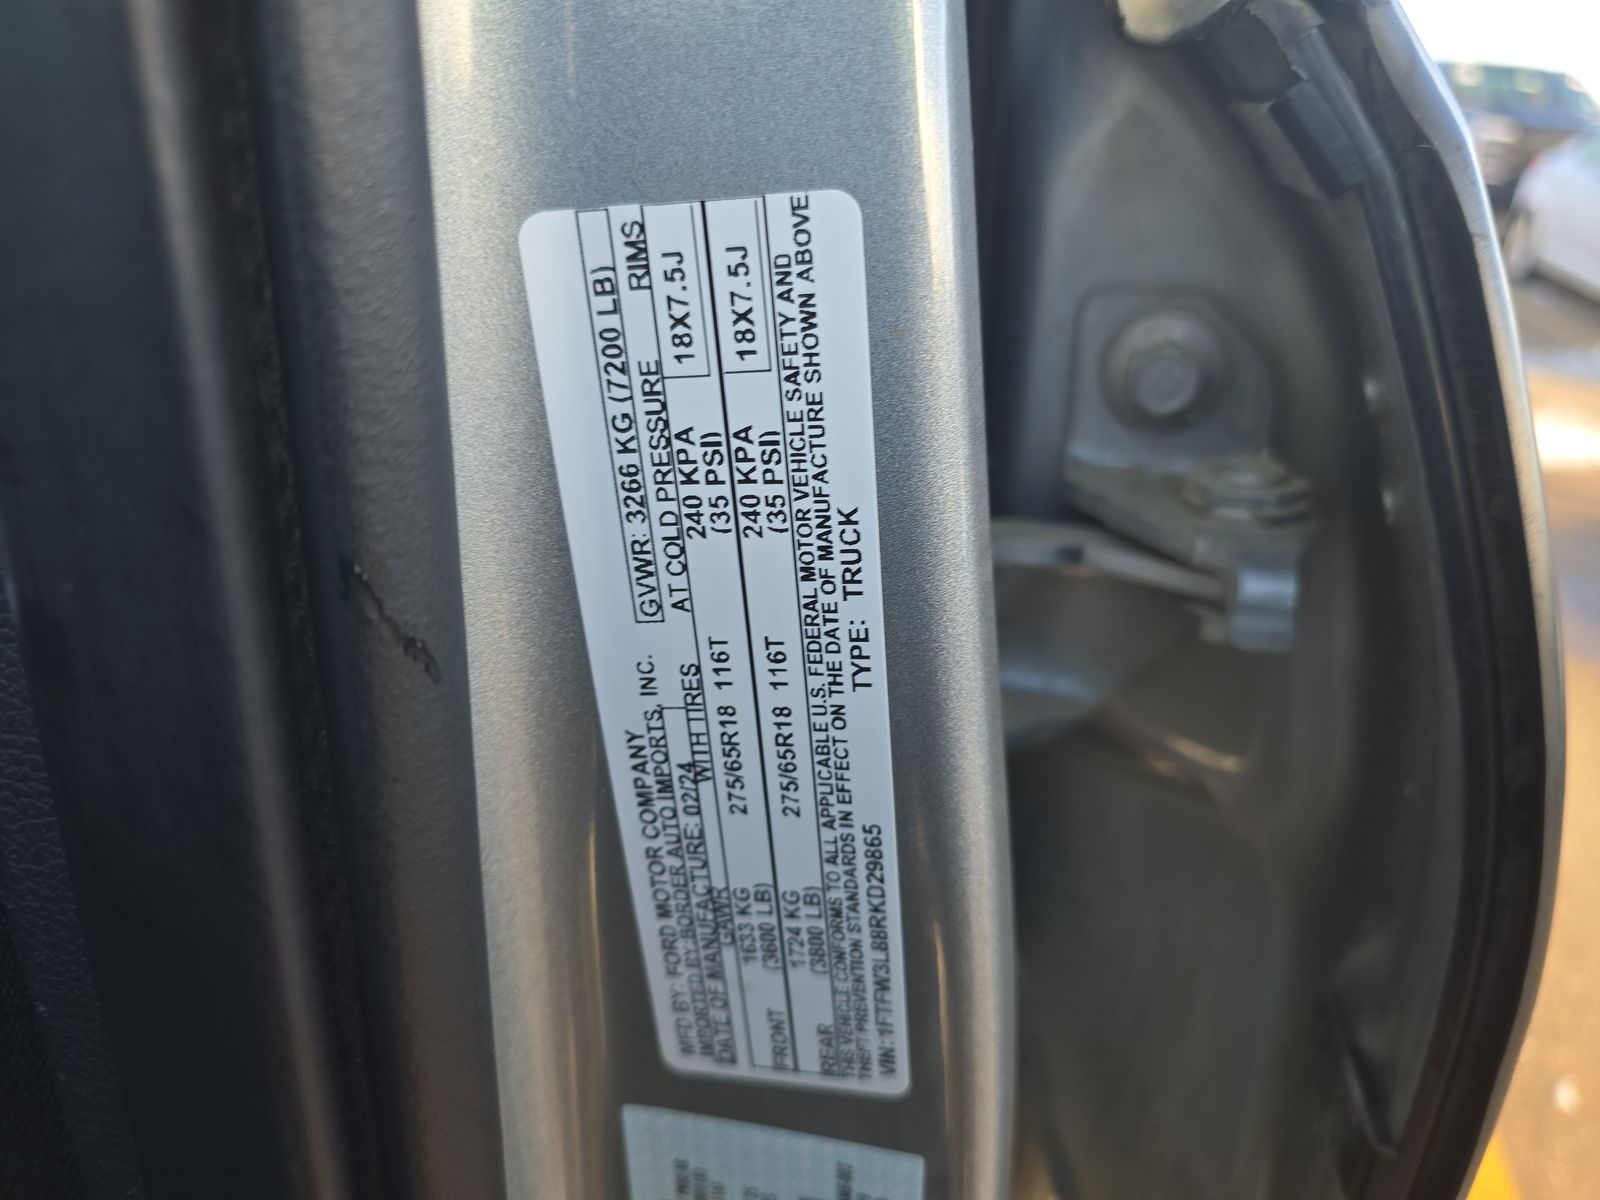 MFD BY: FORD MOTOR COMPANY
IMPORTED BY: BORDER AUTO IMPORTS, INC.
DATE OF MANUFACTURE: 02/24
GVWR: 3266 KG (7200 LB)
GAWR WITH TIRES AT COLD PRESSURE RIMS
FRONT 1633 KG 275/65R18 116T 240 KPA 18X7.5J
(3600 LB) (35 PSI)
REAR 1724 KG 275/65R18 116T 240 KPA 18X7.5J
(3800 LB) (35 PSI)
THIS VEHICLE CONFORMS TO ALL APPLICABLE U.S. FEDERAL MOTOR VEHICLE SAFETY AND
THEFT PREVENTION STANDARDS IN EFFECT ON THE DATE OF MANUFACTURE SHOWN ABOVE
VIN: 1FTFW3L88RKD29865 TYPE: TRUCK